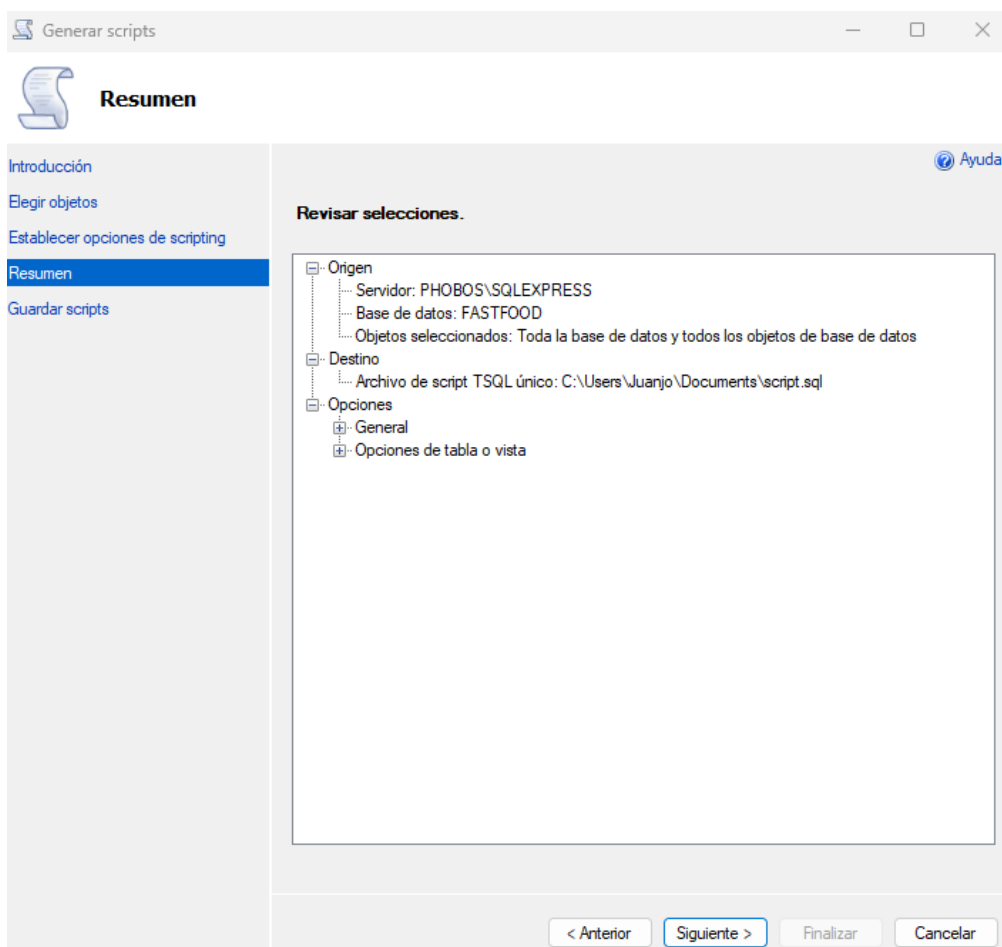 Generar scripts
Resumen
Ayuda
Introducción
Elegir objetos
Establecer opciones de scripting
Resumen
Guardar scripts
Revisar selecciones.
Origen
Servidor: PHOBOS\SQLEXPRESS
Base de datos: FASTFOOD
Objetos seleccionados: Toda la base de datos y todos los objetos de base de datos
Destino
Archivo de script TSQL único: C:\Users\Juanjo\Documents\script.sql
Opciones
General
Opciones de tabla o vista
< Anterior Siguiente > Finalizar Cancelar